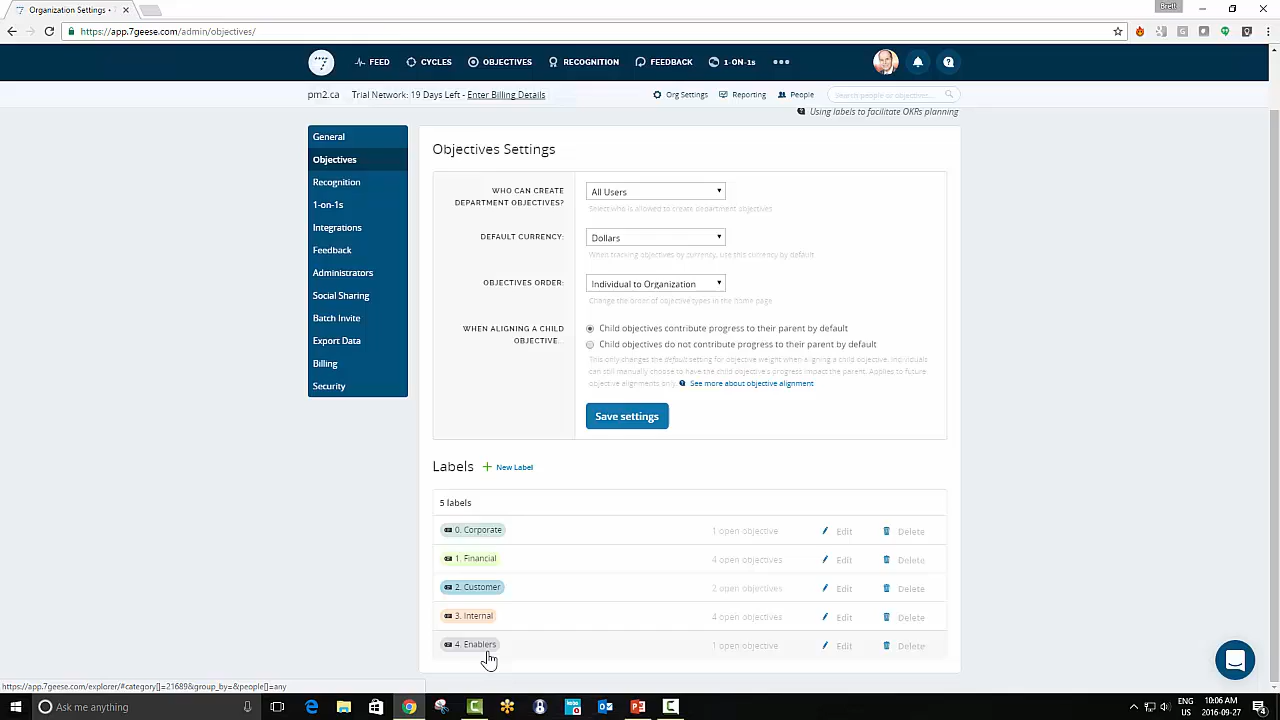 Organization Settings •
Brett
https://app.7geese.com/admin/objectives/
FEED
CYCLES
OBJECTIVES
RECOGNITION
FEEDBACK
1-ON-1s
pm2.ca
Trial Network: 19 Days Left - Enter Billing Details
Org Settings
Reporting
People
Search people or objectives...
Using labels to facilitate OKRs planning
General
Objectives
Recognition
1-on-1s
Integrations
Feedback
Administrators
Social Sharing
Batch Invite
Export Data
Billing
Security
Objectives Settings
WHO CAN CREATE
DEPARTMENT OBJECTIVES?
All Users
Select who is allowed to create department objectives
DEFAULT CURRENCY:
Dollars
When tracking objectives by currency, use this currency by default
OBJECTIVES ORDER:
Individual to Organization
Change the order of objective types in the home page
WHEN ALIGNING A CHILD
OBJECTIVE...
Child objectives contribute progress to their parent by default
Child objectives do not contribute progress to their parent by default
This only changes the default setting for objective weight when aligning a child objective. Individuals
can still manually choose to have the child objective's progress impact the parent. Applies to future
objective alignments only. See more about objective alignment
Save settings
Labels + New Label
5 labels
0. Corporate 1 open objective Edit Delete
1. Financial 4 open objectives Edit Delete
2. Customer 2 open objectives Edit Delete
3. Internal 4 open objectives Edit Delete
4. Enablers 1 open objective Edit Delete
https://app.7geese.com/explorer/#category[]=21689&group_by=&people[]=any
Ask me anything
ENG
US
10:06 AM
2016-09-27